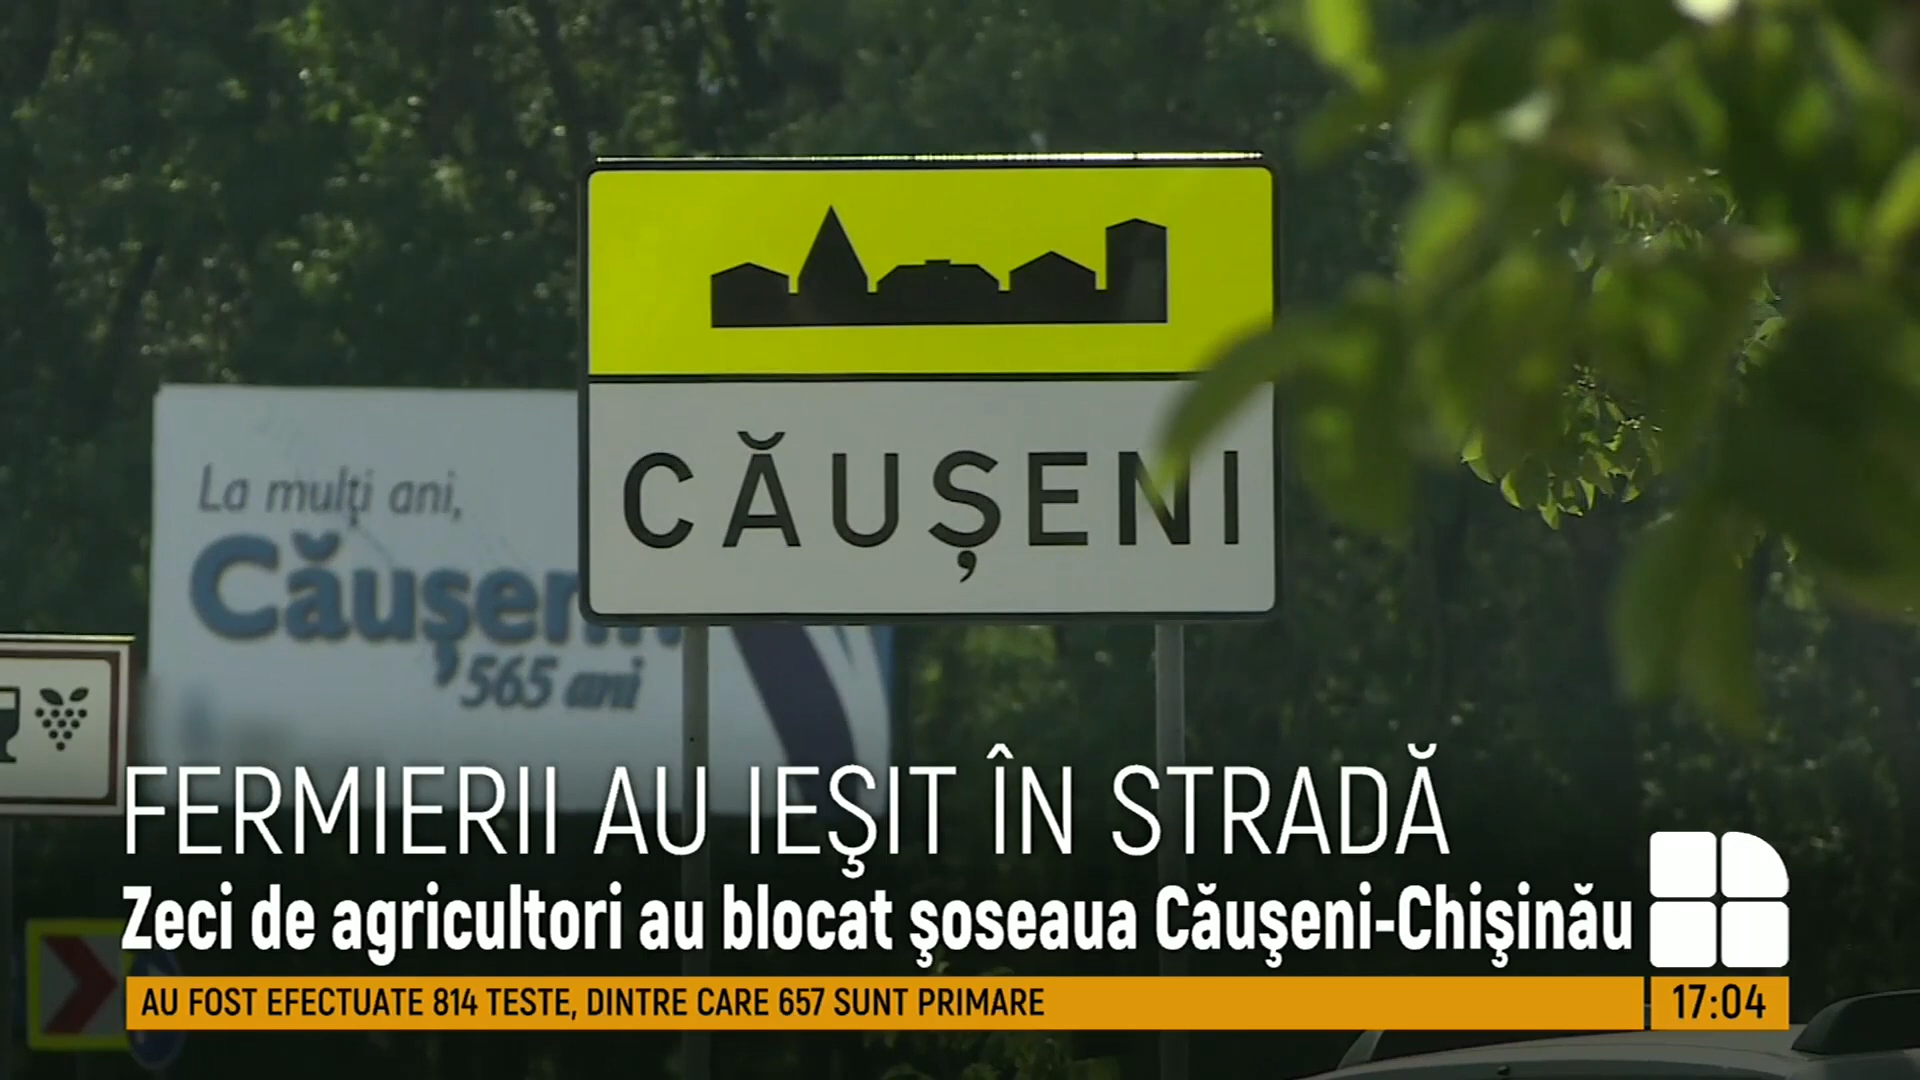 CĂUȘENI
La mulți ani,
Căușeni!
565 ani
FERMIERII AU IEŞIT ÎN STRADĂ
Zeci de agricultori au blocat şoseaua Căuşeni-Chişinău
AU FOST EFECTUATE 814 TESTE, DINTRE CARE 657 SUNT PRIMARE
17:04